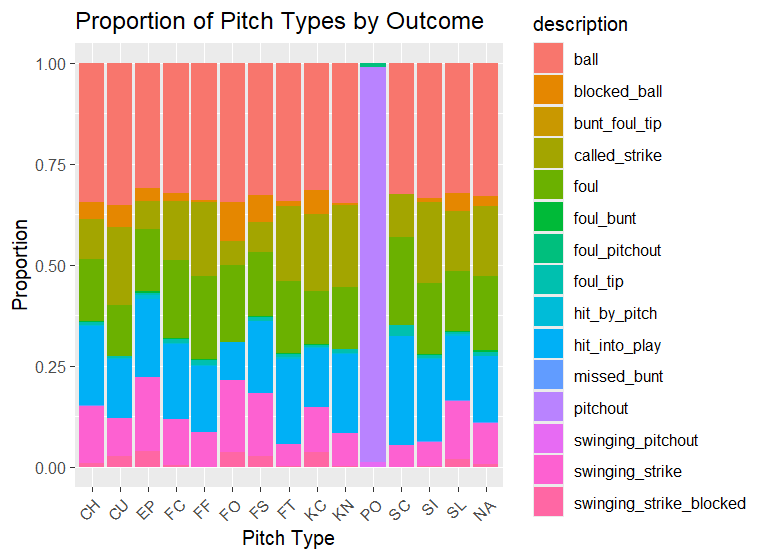 Proportion of Pitch Types by Outcome
Proportion
1.00
0.75
0.50
0.25
0.00
CH CU EP FC FF FO FS FT KC KN PO SC SI SL NA
Pitch Type
description
ball
blocked_ball
bunt_foul_tip
called_strike
foul
foul_bunt
foul_pitchout
foul_tip
hit_by_pitch
hit_into_play
missed_bunt
pitchout
swinging_pitchout
swinging_strike
swinging_strike_blocked